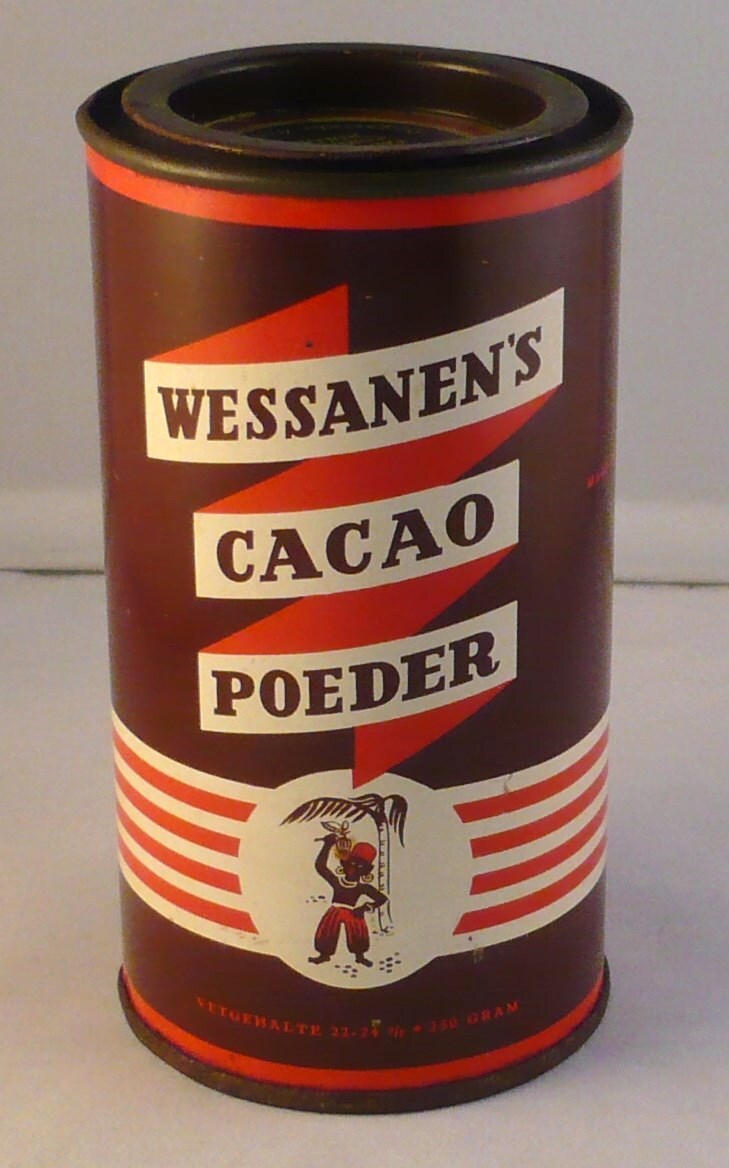 WESSANEN'S
CACAO
POEDER
VETGEHALTE 22-24 % • 250 GRAM